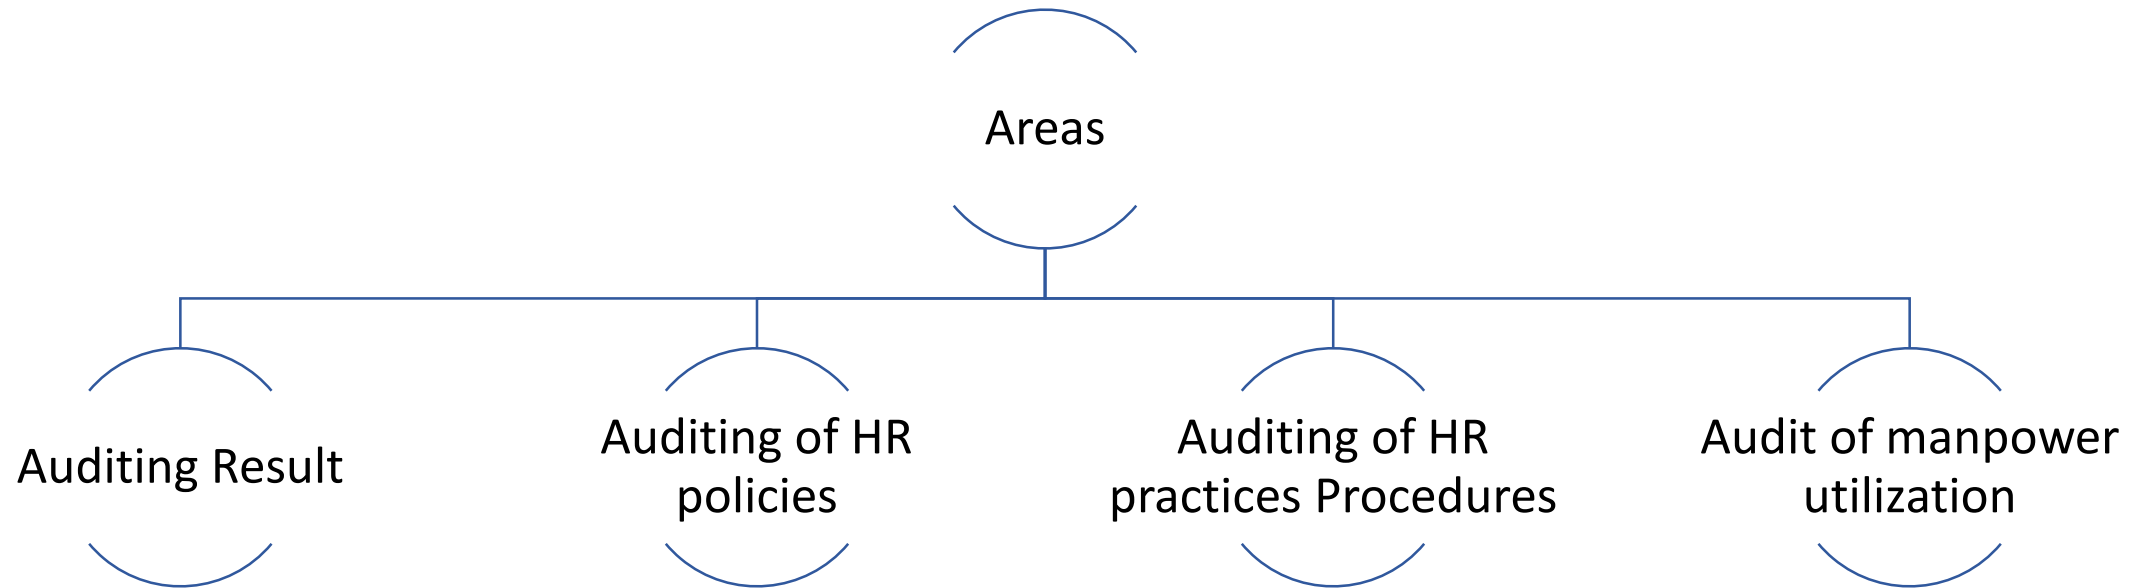 Areas
Auditing Result
Auditing of HR
policies
Auditing of HR
practices Procedures
Audit of manpower
utilization